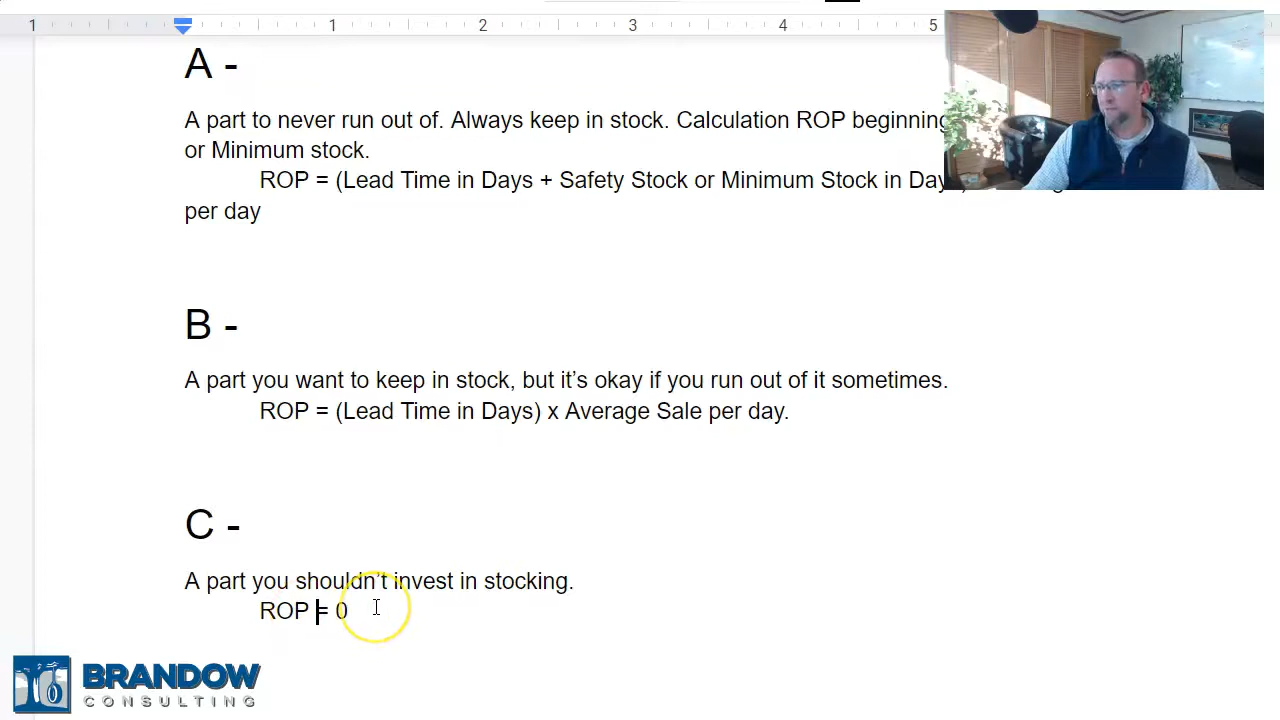 1 1 2 3 4 5
A -
A part to never run out of. Always keep in stock. Calculation ROP beginning
or Minimum stock.
ROP = (Lead Time in Days + Safety Stock or Minimum Stock in Day
per day
B -
A part you want to keep in stock, but it’s okay if you run out of it sometimes.
ROP = (Lead Time in Days) x Average Sale per day.
C -
A part you shouldn’t invest in stocking.
ROP = 0
BRANDOW
CONSULTING